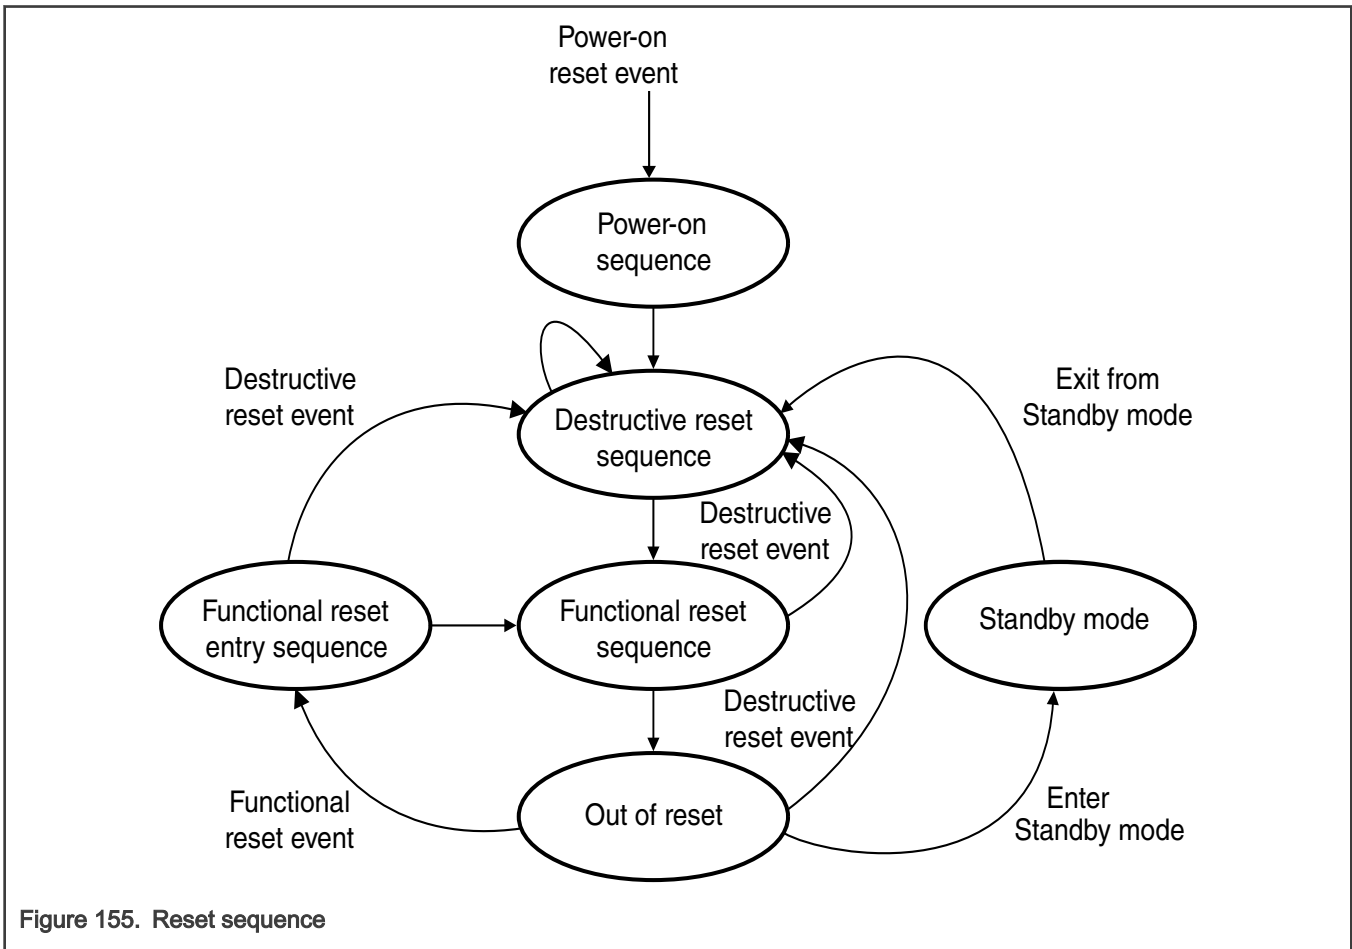 Power-on
reset event
Power-on
sequence
Destructive
reset event
Destructive reset
sequence
Exit from
Standby mode
Destructive
reset event
Functional reset
entry sequence
Functional reset
sequence
Standby mode
Destructive
reset event
Functional
reset event
Out of reset
Enter
Standby mode
Figure 155. Reset sequence